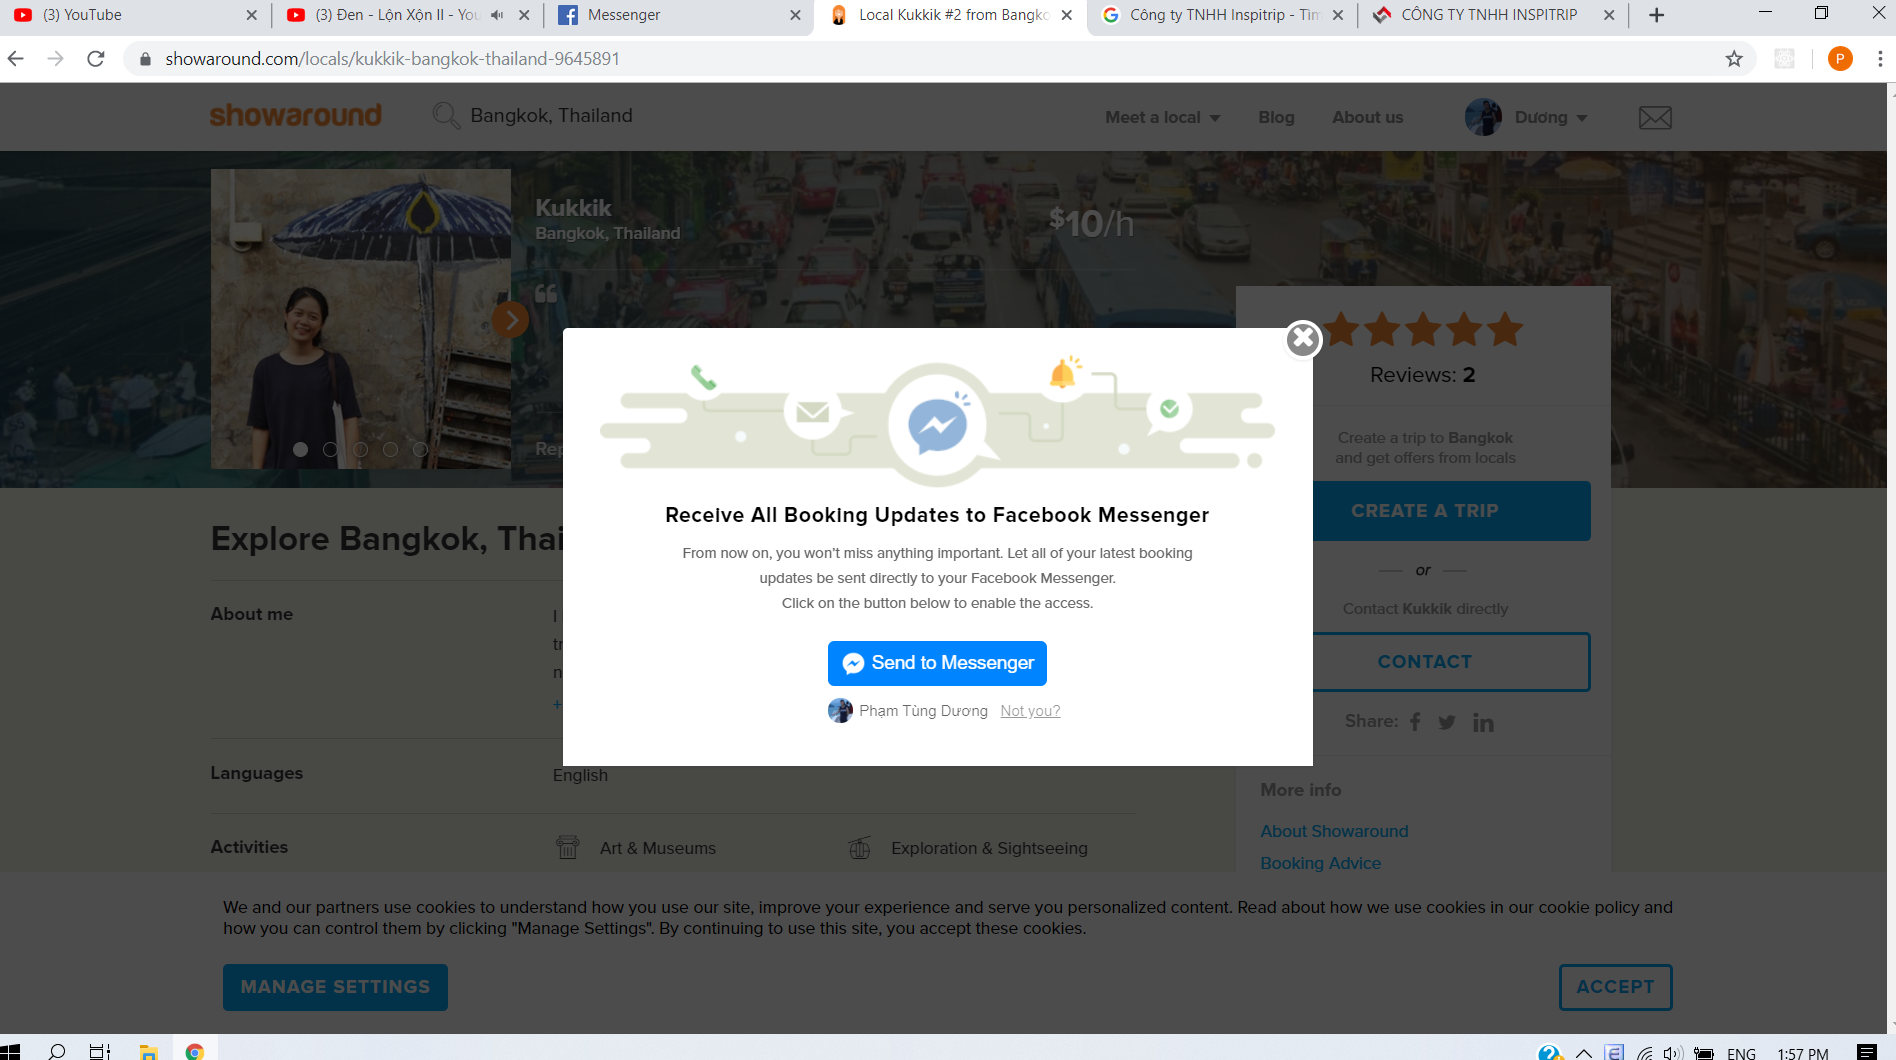 (3) YouTube
(3) Đen - Lộn Xộn II - You
Messenger
Local Kukkik #2 from Bangko
Công ty TNHH Inspitrip - Tìm
CÔNG TY TNHH INSPITRIP
showaround.com/locals/kukkik-bangkok-thailand-9645891
P
showaround
Bangkok, Thailand
Meet a local
Blog
About us
Dương
Kukkik
Bangkok, Thailand
$10/h
Reviews: 2
Create a trip to Bangkok
and get offers from locals
CREATE A TRIP
or
Contact Kukkik directly
CONTACT
Share:
More info
About Showaround
Booking Advice
Receive All Booking Updates to Facebook Messenger
From now on, you won't miss anything important. Let all of your latest booking
updates be sent directly to your Facebook Messenger.
Click on the button below to enable the access.
Send to Messenger
Phạm Tùng Dương Not you?
Rep
Explore Bangkok, Thai
About me
I
tr
n
+
Languages
English
Activities
Art & Museums
Exploration & Sightseeing
We and our partners use cookies to understand how you use our site, improve your experience and serve you personalized content. Read about how we use cookies in our cookie policy and
how you can control them by clicking "Manage Settings". By continuing to use this site, you accept these cookies.
MANAGE SETTINGS
ACCEPT
ENG
1:57 PM